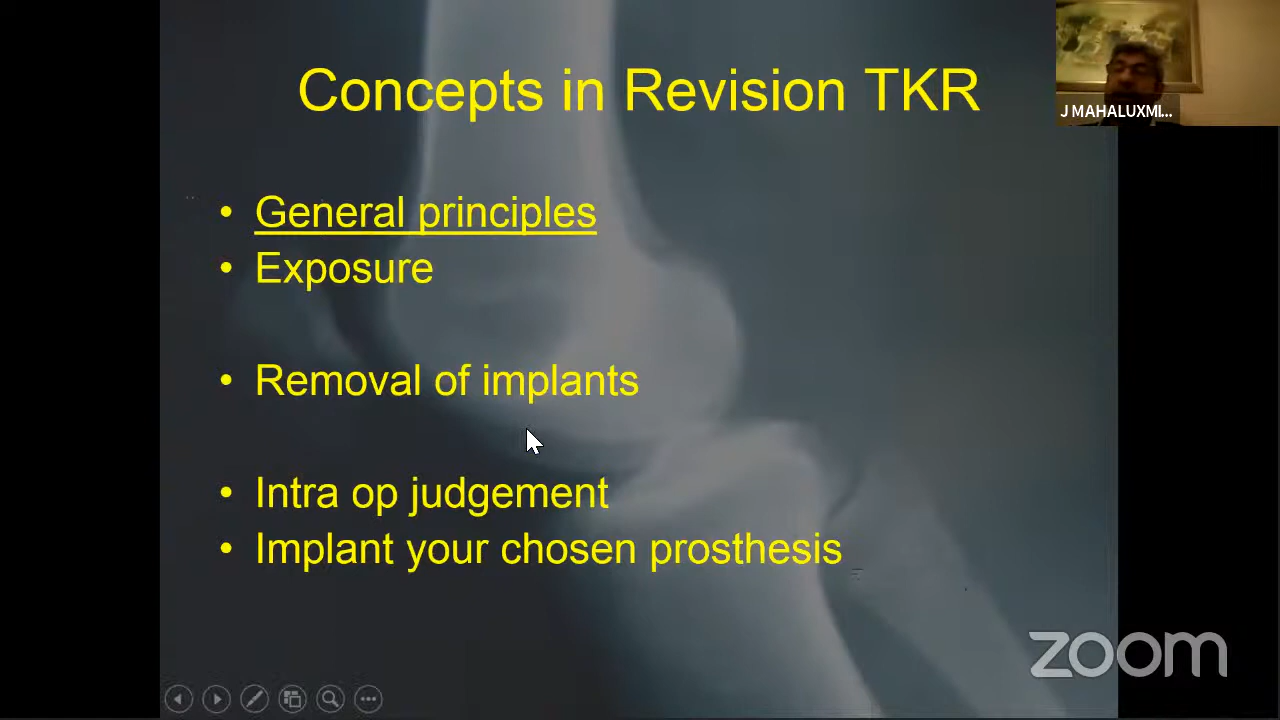 Concepts in Revision TKR
J MAHALUXMI...
• General principles
• Exposure
• Removal of implants
• Intra op judgement
• Implant your chosen prosthesis
zoom